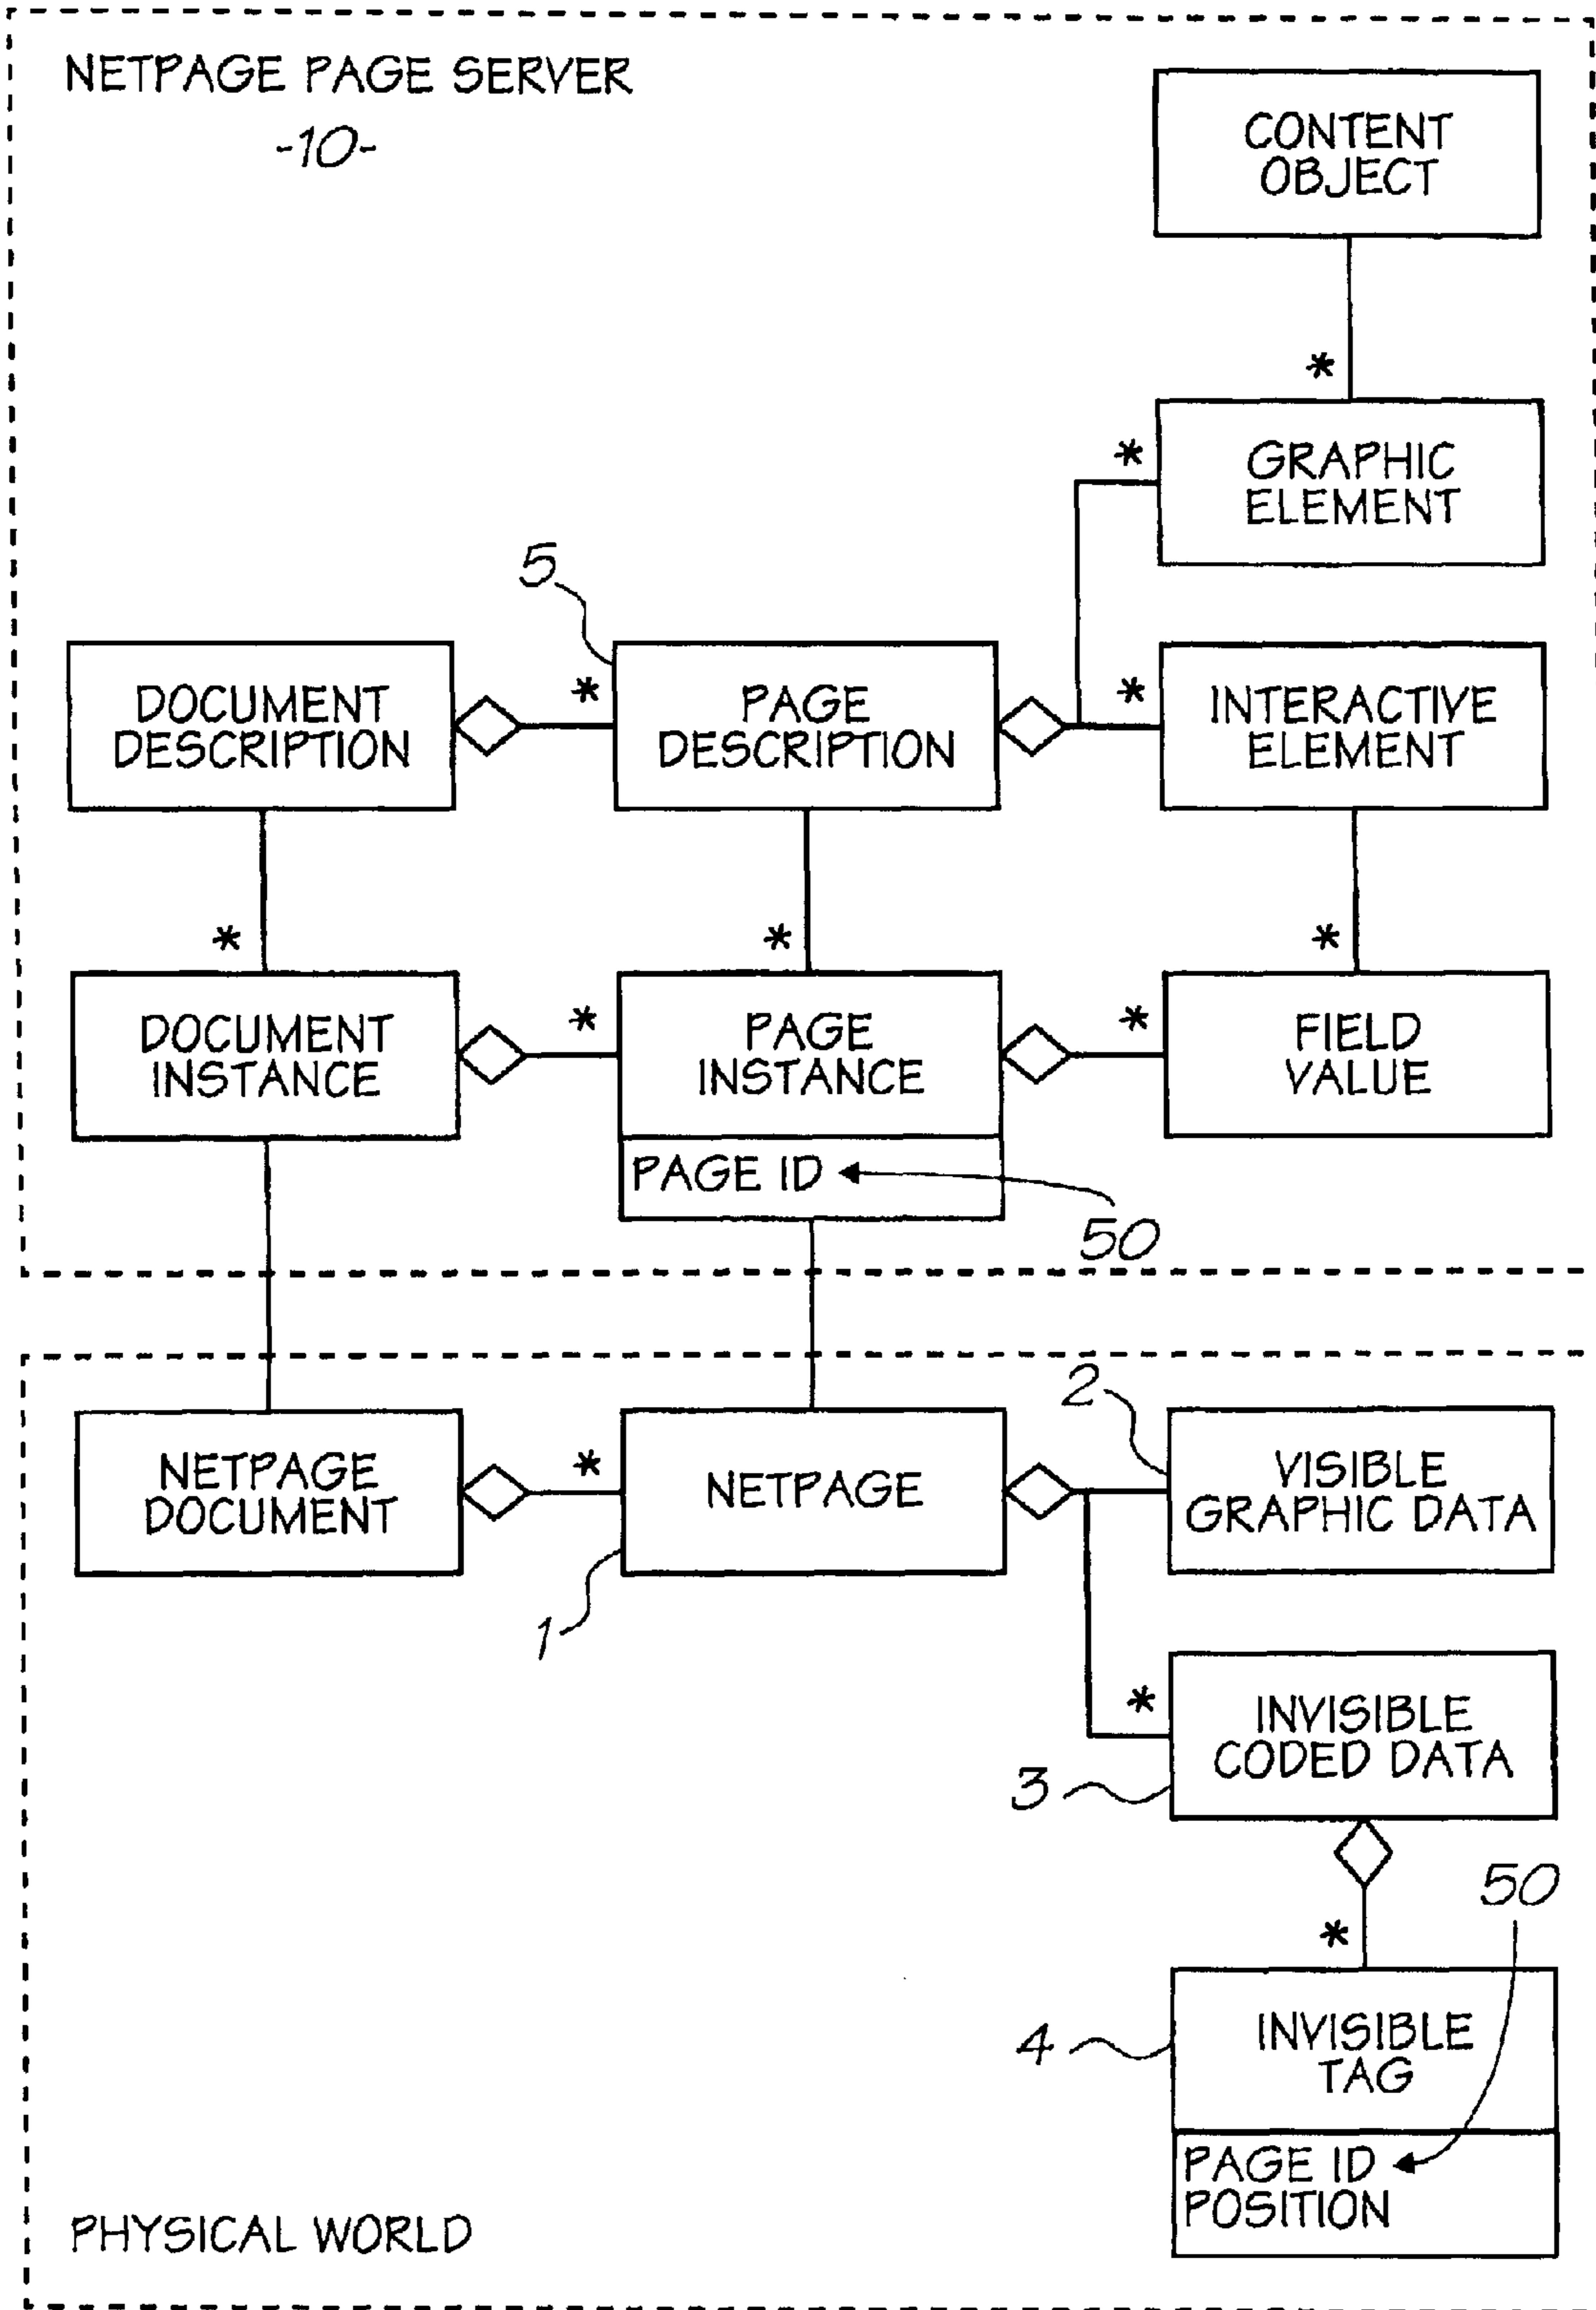 NETPAGE PAGE SERVER
-10-
CONTENT
OBJECT
*
*
GRAPHIC
ELEMENT
5
DOCUMENT
DESCRIPTION
*
PAGE
DESCRIPTION
*
INTERACTIVE
ELEMENT
*
*
*
DOCUMENT
INSTANCE
*
PAGE
INSTANCE
*
FIELD
VALUE
PAGE ID
50
NETPAGE
DOCUMENT
*
NETPAGE
1
2
VISIBLE
GRAPHIC DATA
*
INVISIBLE
CODED DATA
3
*
50
4
INVISIBLE
TAG
PAGE ID
POSITION
PHYSICAL WORLD